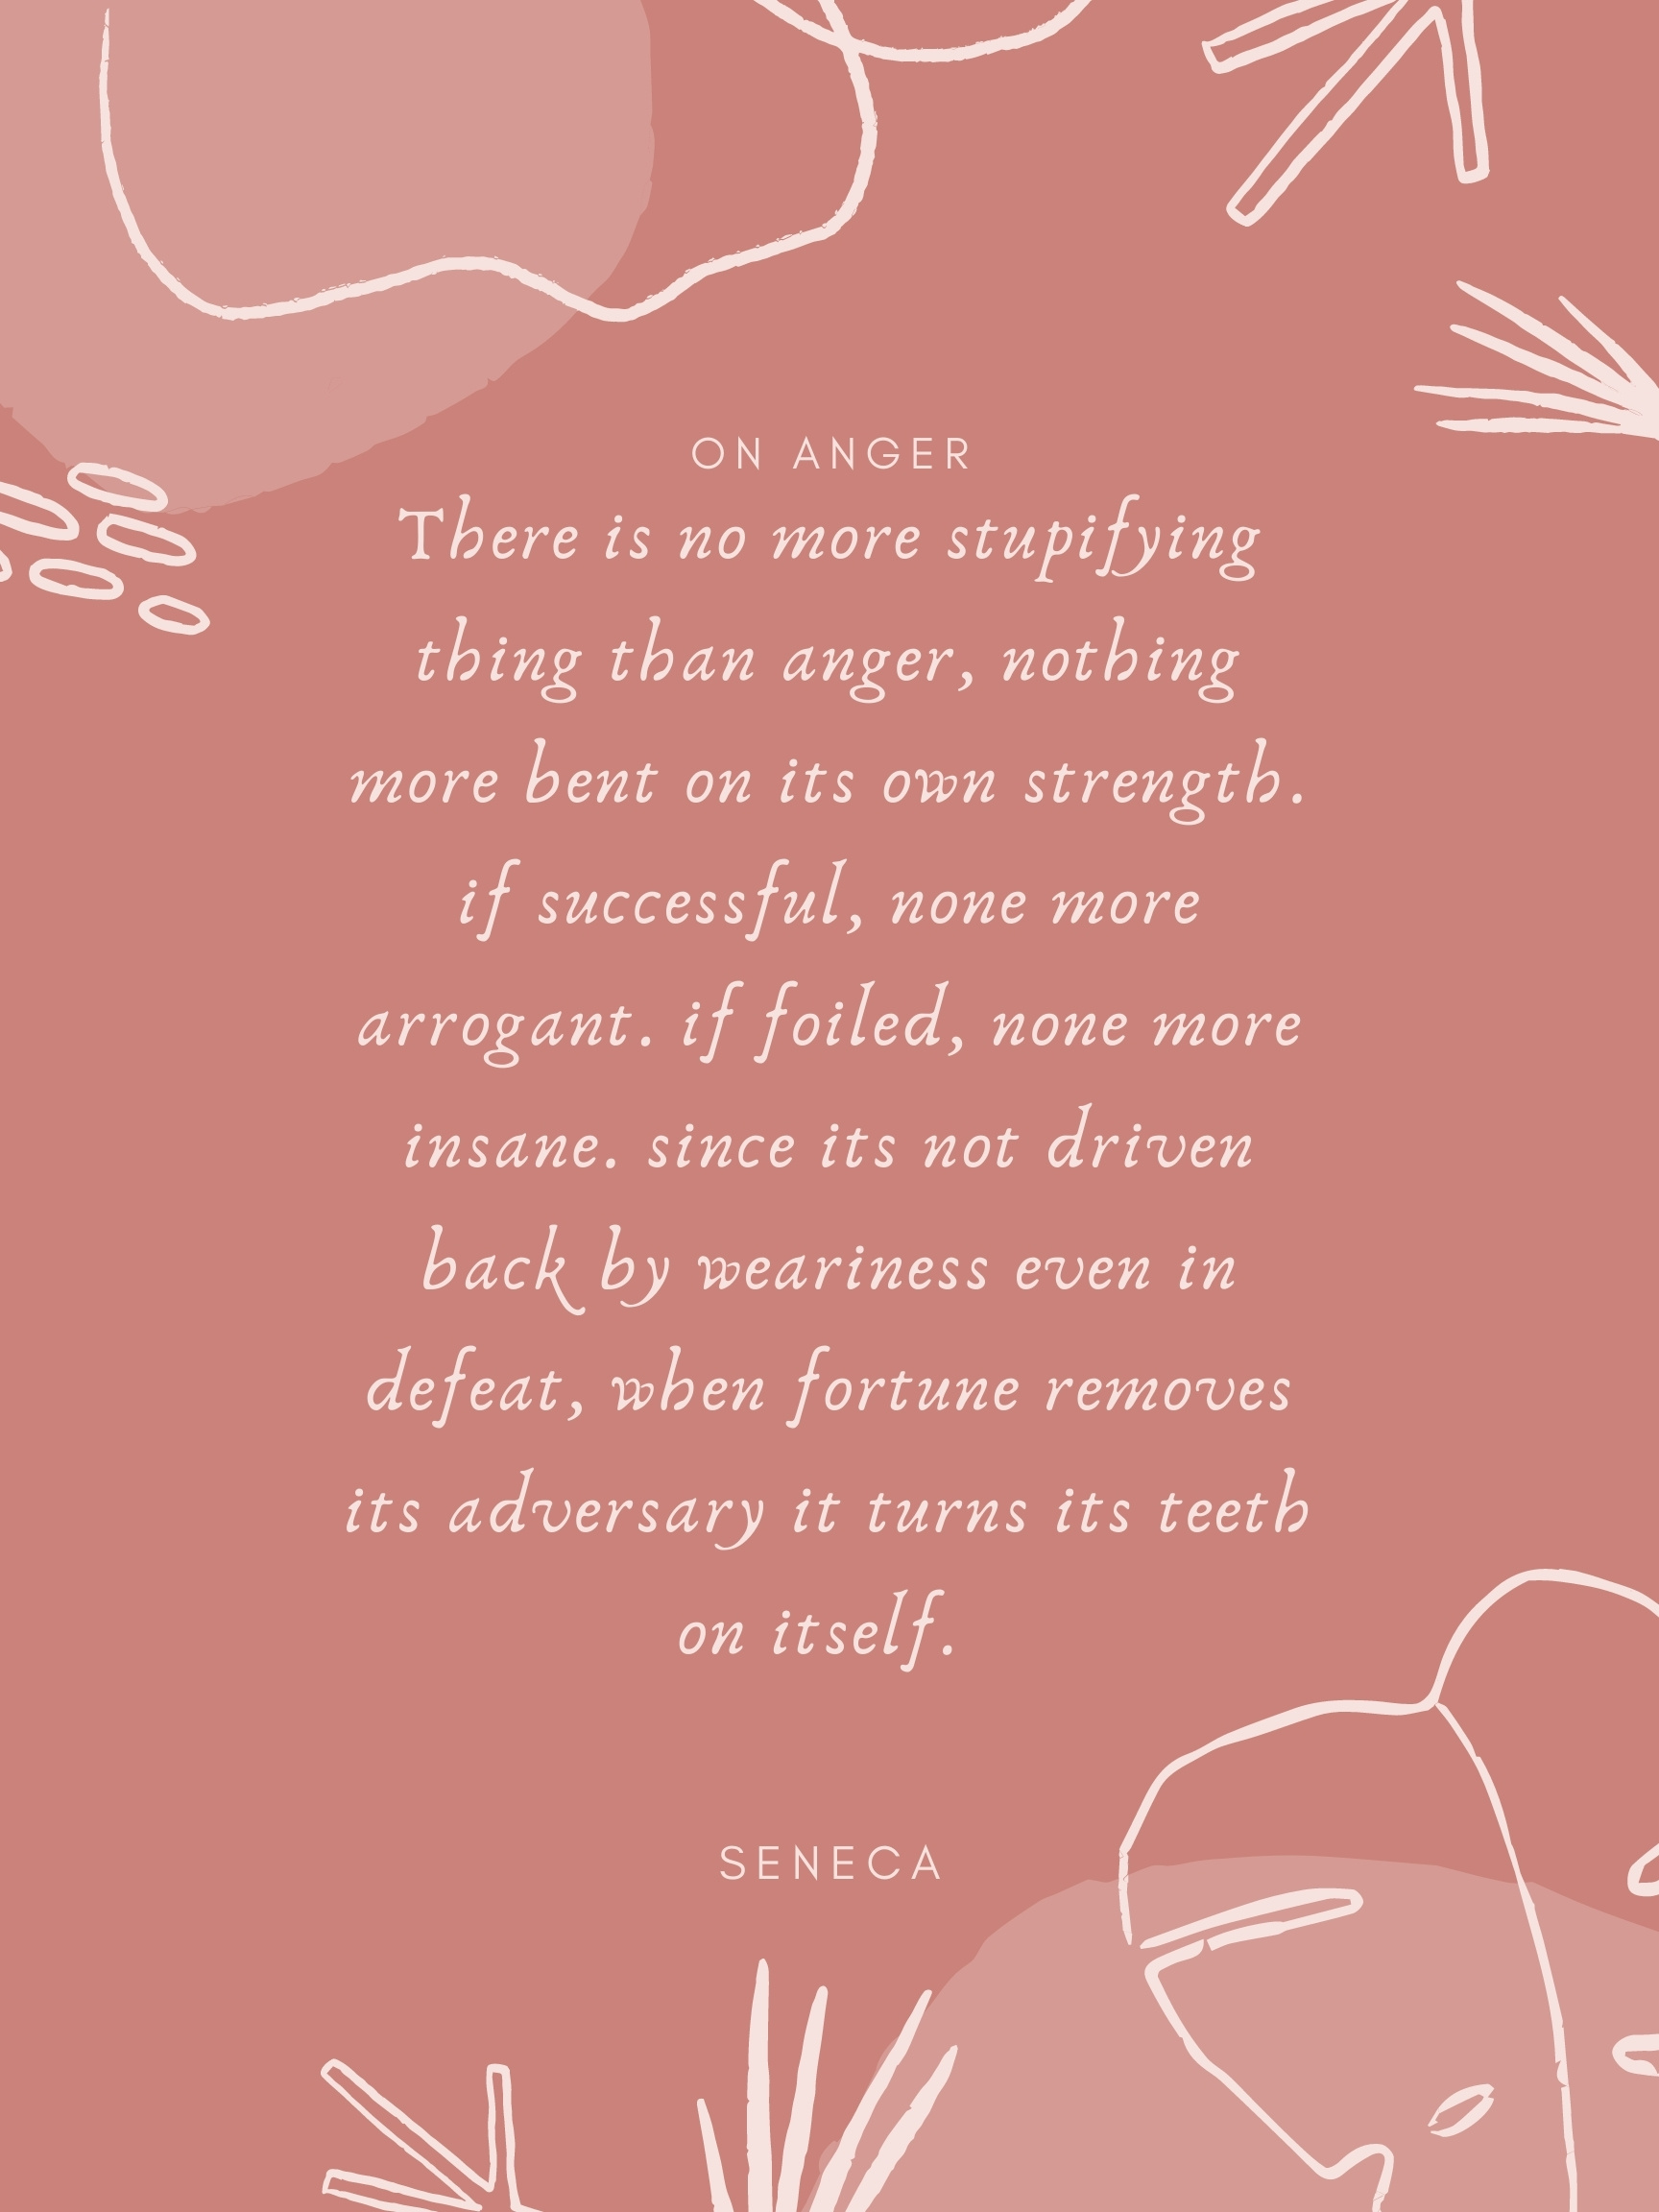 ON ANGER
There is no more stupifying
thing than anger, nothing
more bent on its own strength.
if successful, none more
arrogant. if foiled, none more
insane. since its not driven
back by weariness even in
defeat, when fortune removes
its adversary it turns its teeth
on itself.
SENECA